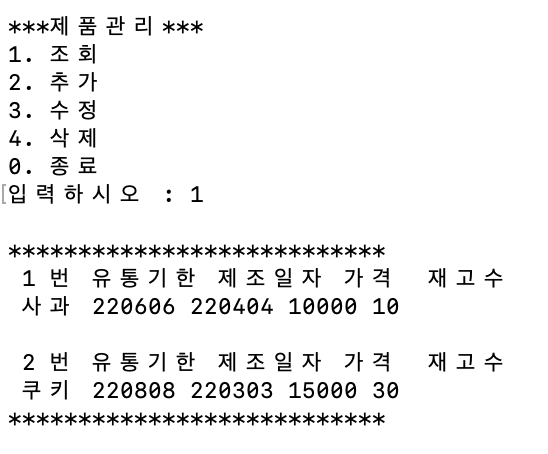 ***제품관리***
1. 조회
2. 추가
3. 수정
4. 삭제
0. 종료
[입력하시오 : 1
***************************
1 번 유통기한 제조일자 가격 재고수
사과 220606 220404 10000 10
2 번 유통기한 제조일자 가격 재고수
쿠키 220808 220303 15000 30
***************************